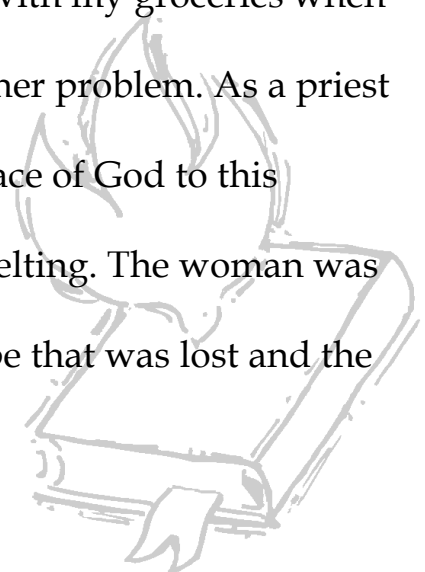 with my groceries when
her problem. As a priest
ace of God to this
elting. The woman was
e that was lost and the